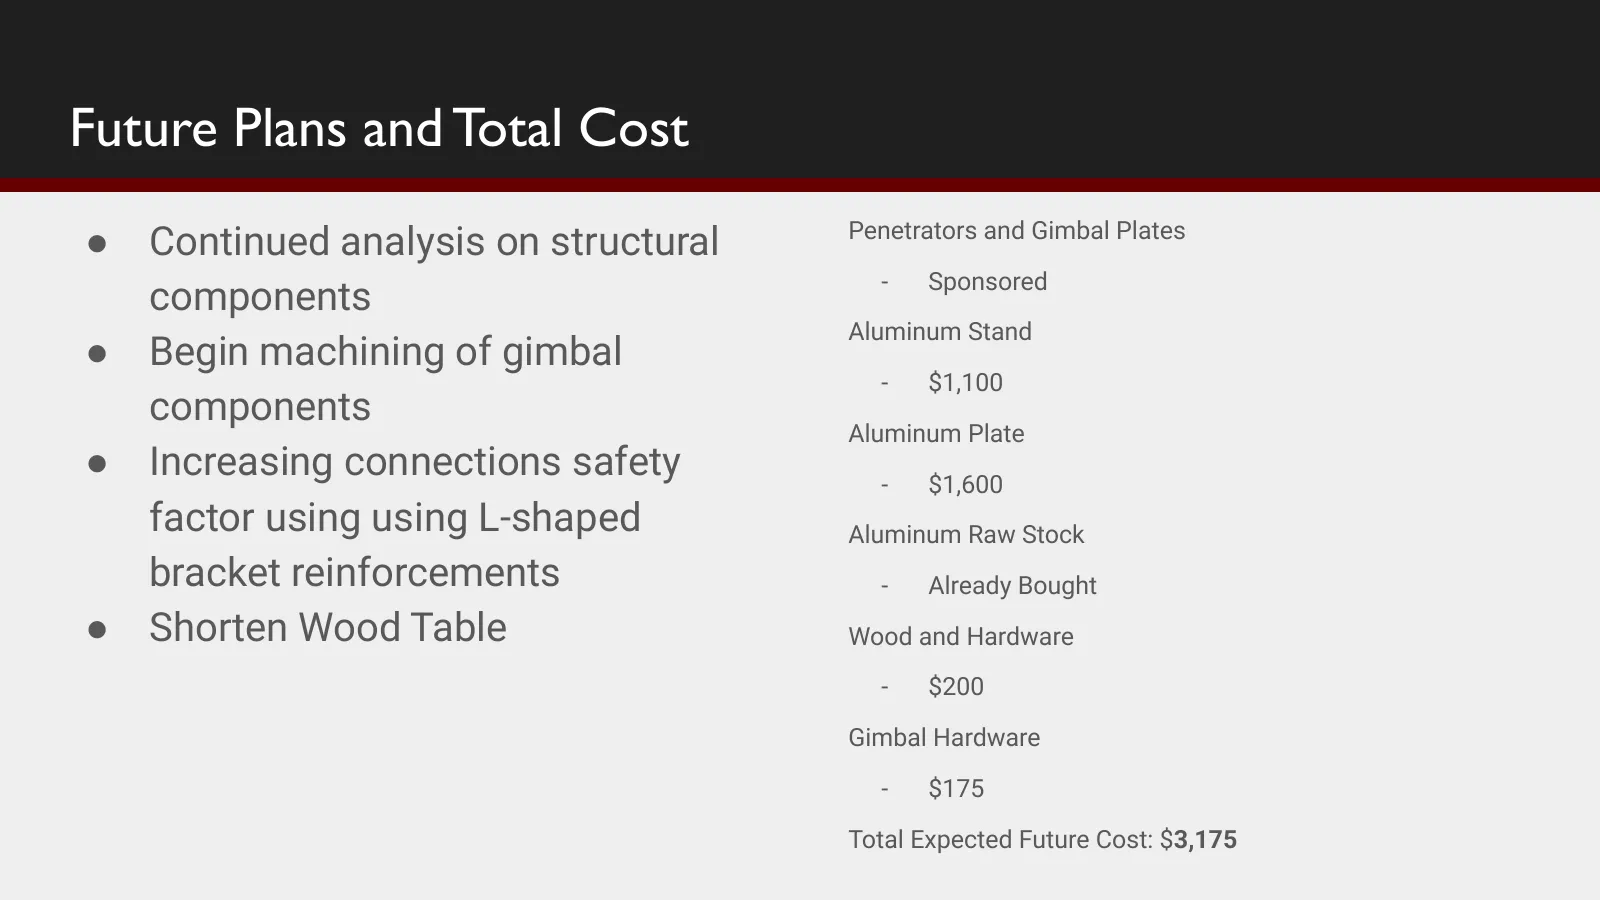 Future Plans and Total Cost
● Continued analysis on structural
components
● Begin machining of gimbal
components
● Increasing connections safety
factor using using L-shaped
bracket reinforcements
● Shorten Wood Table
Penetrators and Gimbal Plates
- Sponsored
Aluminum Stand
- $1,100
Aluminum Plate
- $1,600
Aluminum Raw Stock
- Already Bought
Wood and Hardware
- $200
Gimbal Hardware
- $175
Total Expected Future Cost: $3,175